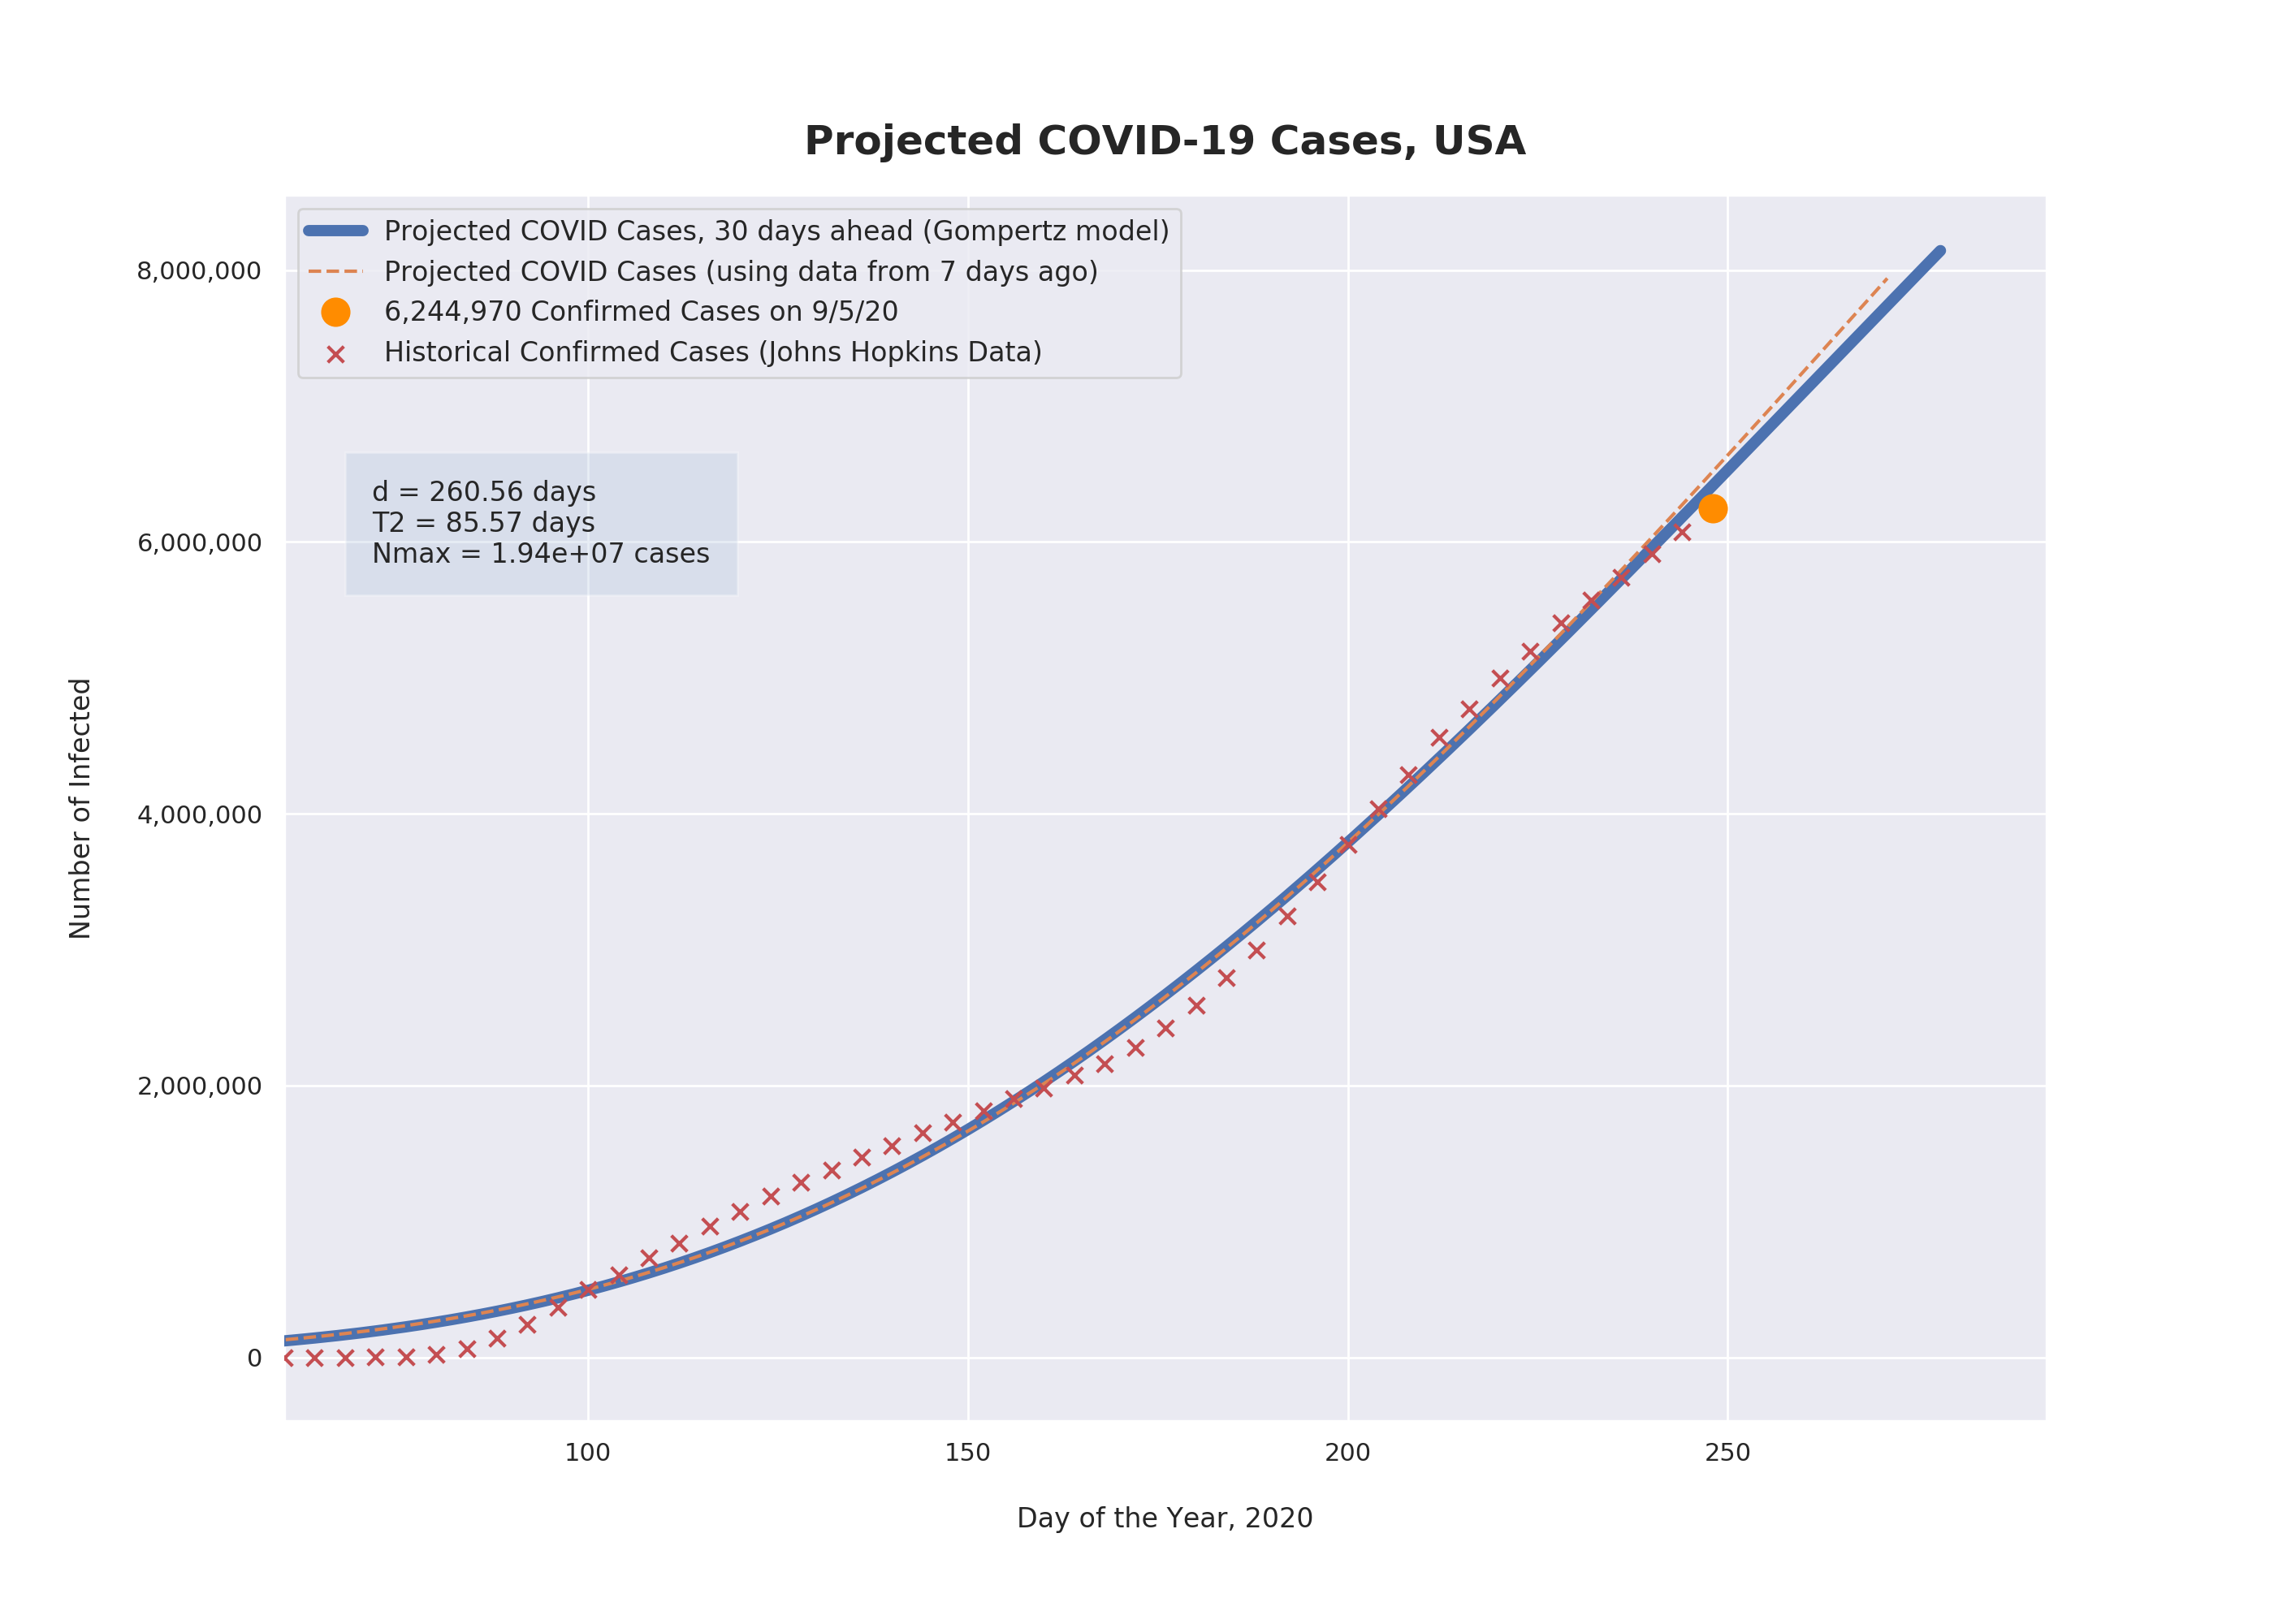 Projected COVID-19 Cases, USA
Projected COVID Cases, 30 days ahead (Gompertz model)
Projected COVID Cases (using data from 7 days ago)
6,244,970 Confirmed Cases on 9/5/20
Historical Confirmed Cases (Johns Hopkins Data)
d = 260.56 days
T2 = 85.57 days
Nmax = 1.94e+07 cases
Number of Infected
8,000,000
6,000,000
4,000,000
2,000,000
0
100
150
200
250
Day of the Year, 2020